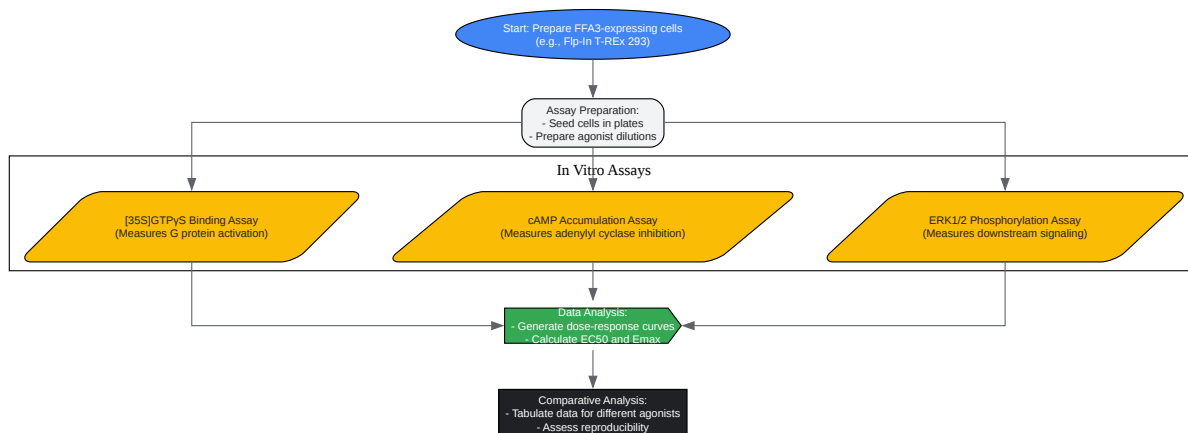 Start: Prepare FFA3-expressing cells
(e.g., Flp-In T-REx 293)
Assay Preparation:
- Seed cells in plates
- Prepare agonist dilutions
In Vitro Assays
[35S]GTPγS Binding Assay
(Measures G protein activation)
cAMP Accumulation Assay
(Measures adenylyl cyclase inhibition)
ERK1/2 Phosphorylation Assay
(Measures downstream signaling)
Data Analysis:
- Generate dose-response curves
- Calculate EC50 and Emax
Comparative Analysis:
- Tabulate data for different agonists
- Assess reproducibility